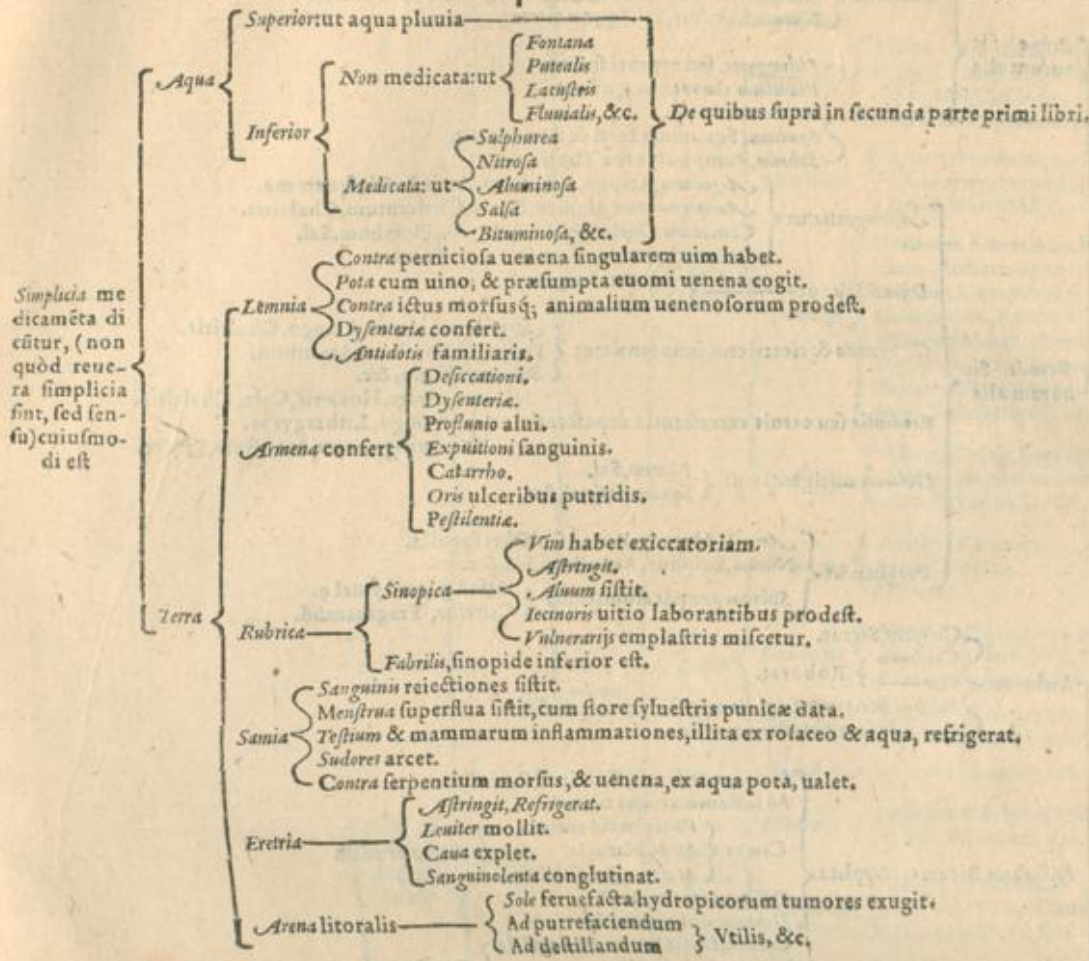 Superior: ut aqua pluuia
Aqua
Inferior
Non medicata: ut
Fontana
Putealis
Lacuſtris
Fluuialis, &c.
Medicata: ut
Sulphurea
Nitroſa
Aluminoſa
Salſa
Bituminoſa, &c.
De quibus ſuprà in ſecunda parte primi libri.
Simplicia me
dicamẽta di
cũtur, (non
quòd reue-
ra ſimplicia
ſint, ſed ſen-
ſu) cuiuſmo-
di eſt
Terra
Lemnia
Contra pernicioſa uenena ſingularem uim habet.
Pota cum uino, & præſumpta euomi uenena cogit.
Contra ictus morſusq́; animalium uenenoſorum prodeſt.
Dyſenteriæ confert.
Antidotis familiaris.
Armena confert
Deſiccationi.
Dyſenteriæ.
Profluuio alui.
Expuitioni ſanguinis.
Catarrho.
Oris ulceribus putridis.
Peſtilentiæ.
Rubrica
Sinopica
Vim habet exiccatoriam.
Aſtringit.
Aluum ſiſtit.
Iecinoris uitio laborantibus prodeſt.
Vulnerarijs emplaſtris miſcetur.
Fabrilis, ſinopide inferior eſt.
Samia
Sanguinis reiectiones ſiſtit.
Menſtrua ſuperflua ſiſtit, cum flore ſylueſtris punicæ data.
Teſtium & mammarum inflammationes, illita ex roſaceo & aqua, refrigerat.
Sudores arcet.
Contra ſerpentium morſus, & uenena, ex aqua pota, ualet.
Eretria
Aſtringit, Refrigerat.
Leuiter mollit.
Caua explet.
Sanguinolenta conglutinat.
Arena litoralis
Sole feruefacta hydropicorum tumores exugit.
Ad putrefaciendum
Ad deſtillandum
Vtilis, &c.